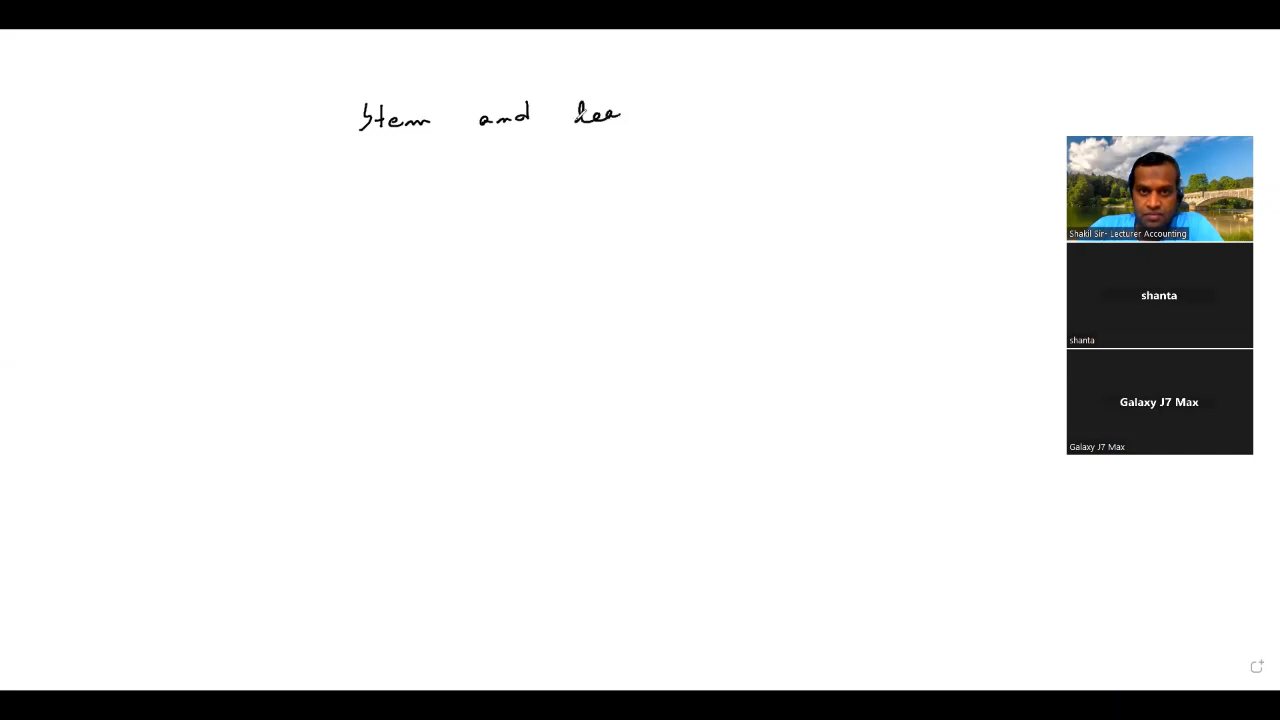 Stem and lea
Shakil Sir- Lecturer Accounting
shanta
shanta
Galaxy J7 Max
Galaxy J7 Max